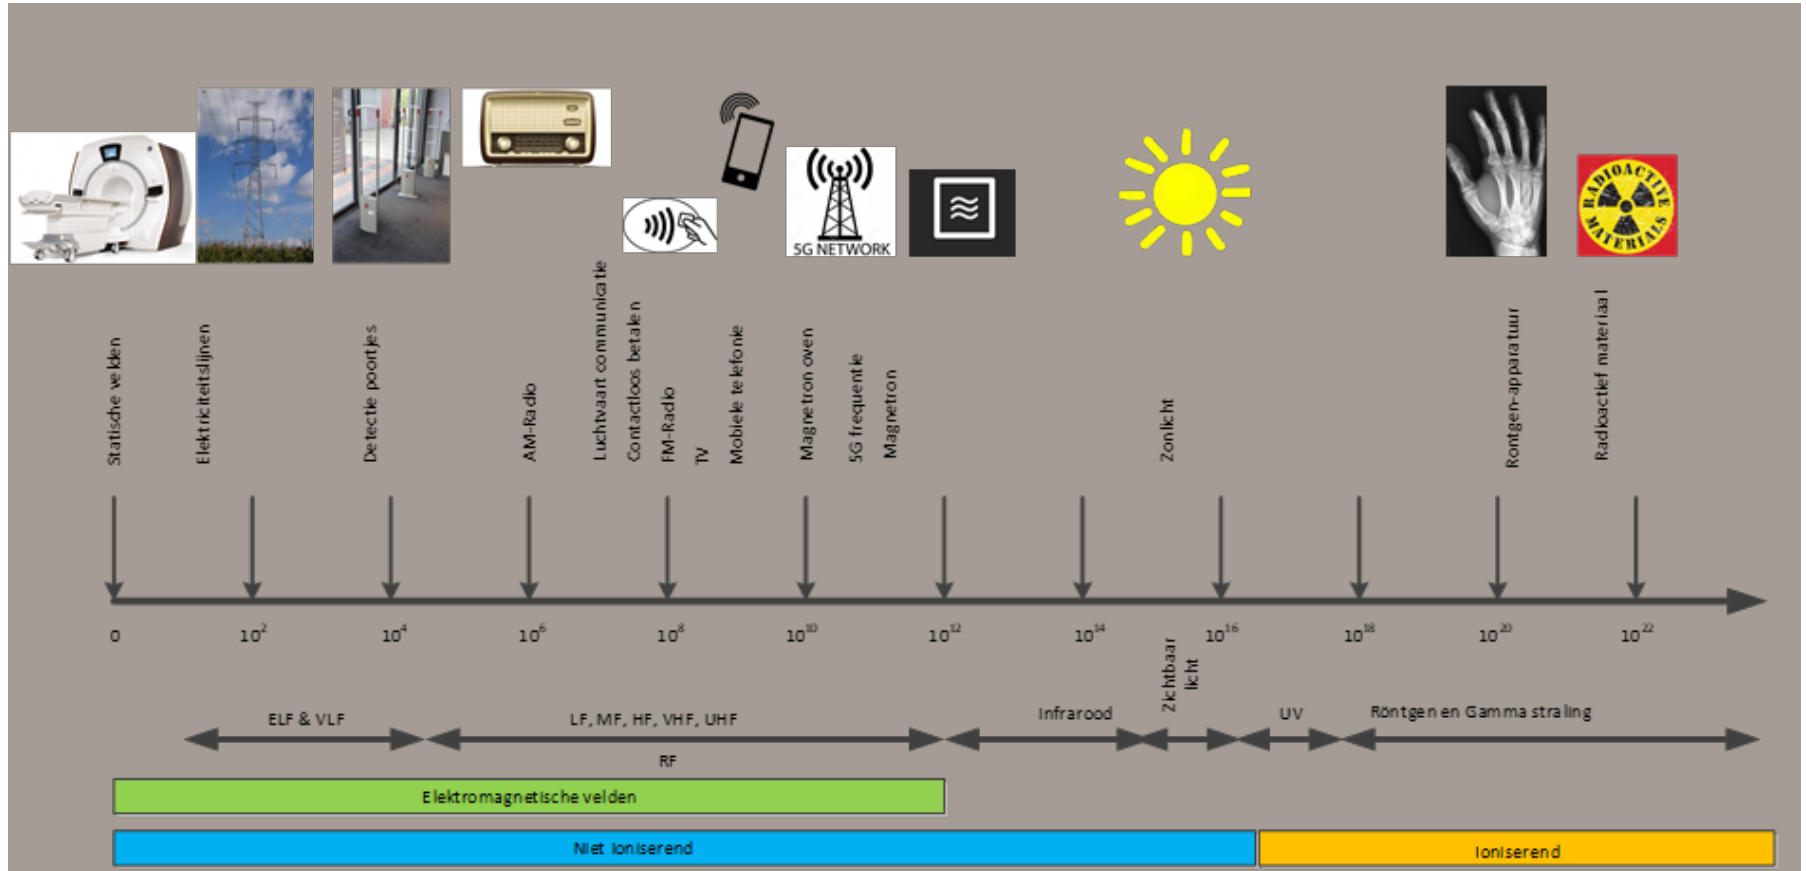 5G NETWORK
RADIOACTIVE
MATERIALS
Statische velden
Elektriciteitslijnen
Detectie poortjes
AM-Radio
Luchtvaart communicatie
Contactloos betalen
FM-Radio
TV
Mobiele telefonie
Magnetron oven
5G frequentie
Magnetron
Zonlicht
Rontgen-apparatuur
Radioactief materiaal
0 10² 10⁴ 10⁶ 10⁸ 10¹⁰ 10¹² 10¹⁴ 10¹⁶ 10¹⁸ 10²⁰ 10²²
ELF & VLF
LF, MF, HF, VHF, UHF
RF
Infrarood
Zichtbaar
licht
UV
Röntgen en Gamma straling
Elektromagnetische velden
Niet ioniserend
Ioniserend